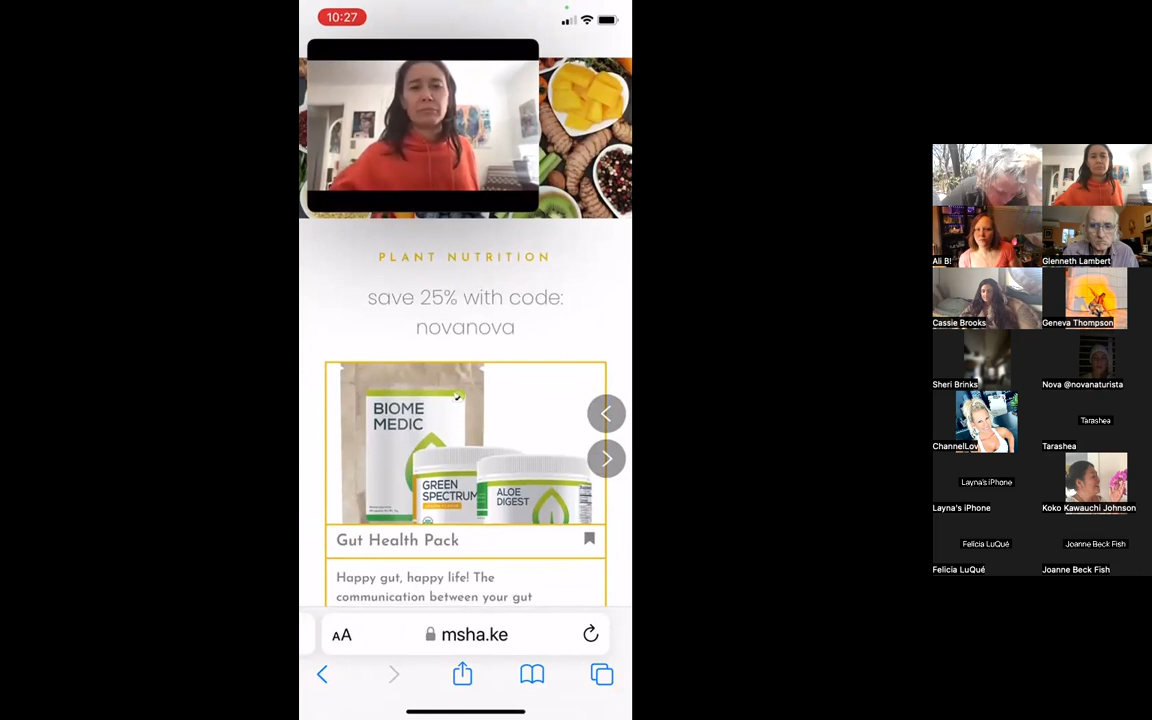 10:27
PLANT NUTRITION
save 25% with code:
novanova
BIOME
MEDIC
GREEN
SPECTRUM
ALOE
DIGEST
Gut Health Pack
Happy gut, happy life! The
communication between your gut
AA
msha.ke
Ali B!
Glenneth Lambert
Cassie Brooks
Geneva Thompson
Sheri Brinks
Nova @novanaturista
ChannelLov
Tarashea
Tarashea
Layna's iPhone
Layna's iPhone
Koko Kawauchi Johnson
Felicia LuQué
Joanne Beck Fish
Felicia LuQué
Joanne Beck Fish